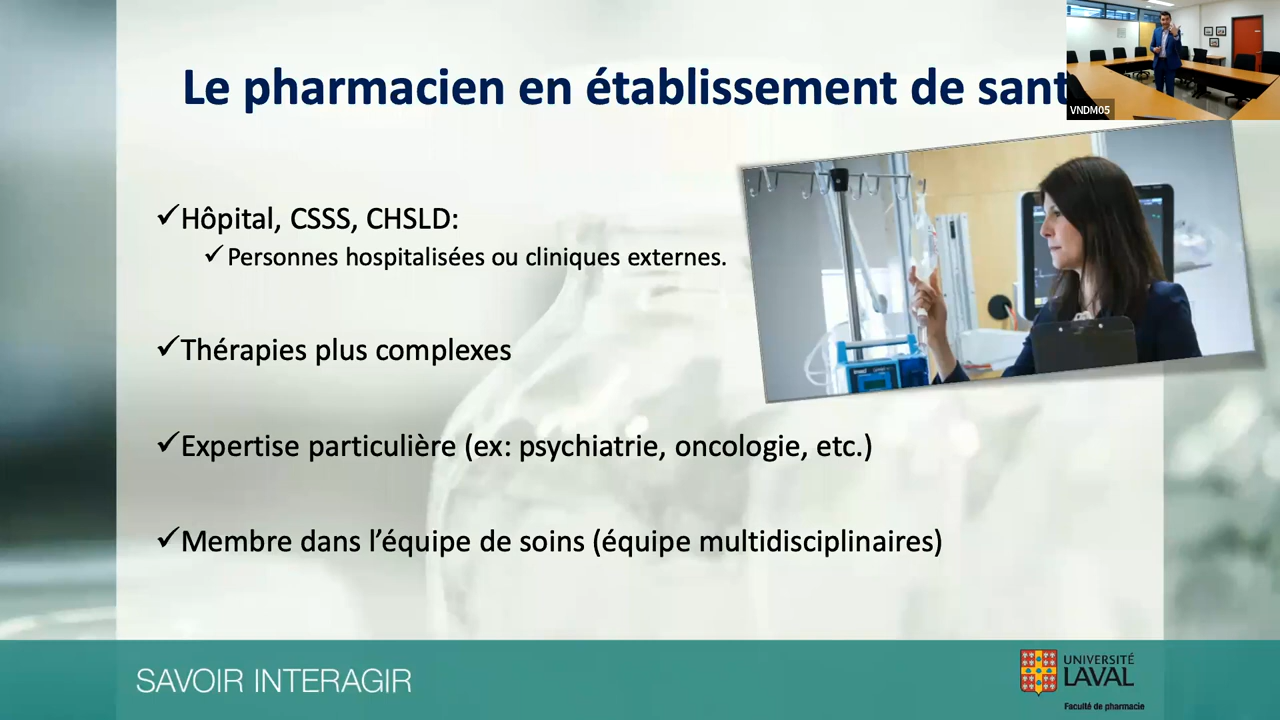 Le pharmacien en établissement de sant
VNDM05
✓Hôpital, CSSS, CHSLD:
✓Personnes hospitalisées ou cliniques externes.
✓Thérapies plus complexes
✓Expertise particulière (ex: psychiatrie, oncologie, etc.)
✓Membre dans l'équipe de soins (équipe multidisciplinaires)
SAVOIR INTERAGIR
UNIVERSITÉ
LAVAL
Faculté de pharmacie